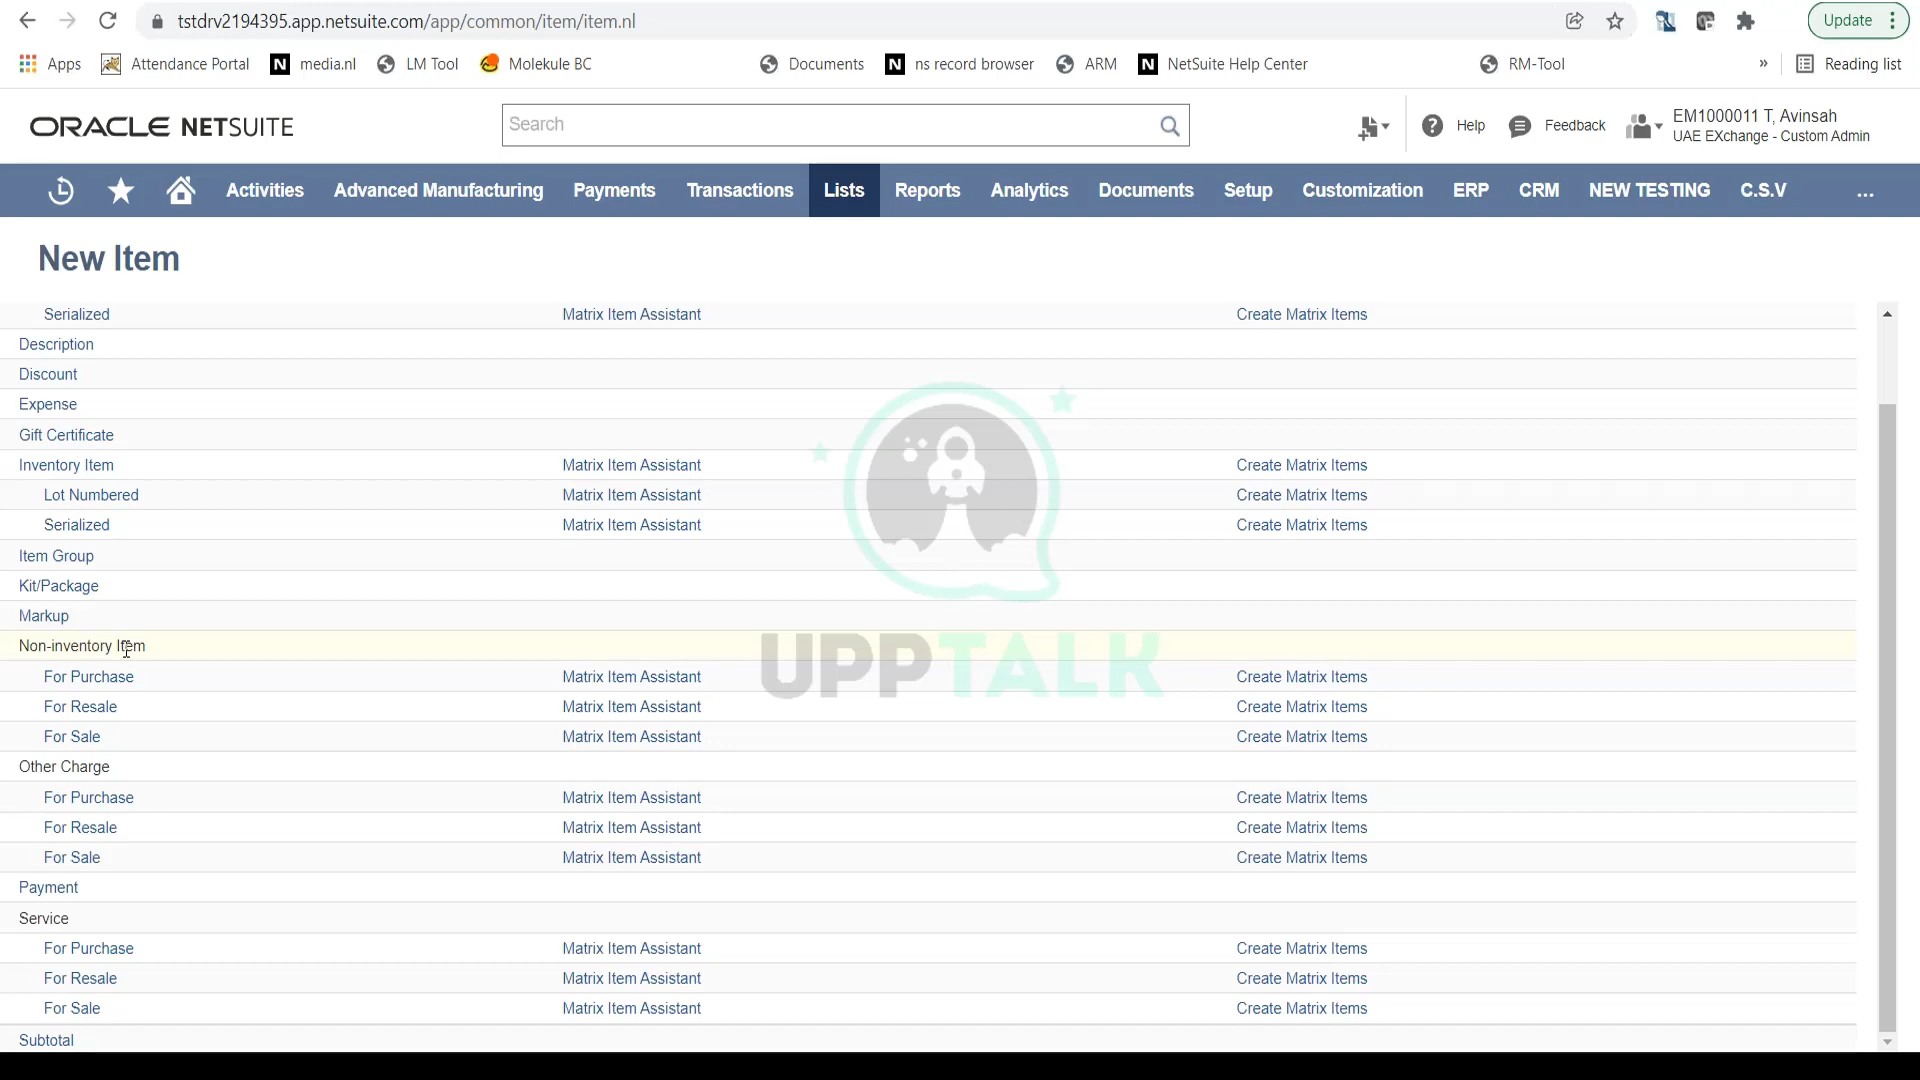 tstdrv2194395.app.netsuite.com/app/common/item/item.nl
Update
Apps
Attendance Portal
N media.nl
LM Tool
Molekule BC
Documents
N ns record browser
ARM
N NetSuite Help Center
RM-Tool
»
Reading list
ORACLE NETSUITE
Search
Help
Feedback
EM1000011 T, Avinsah
UAE EXchange - Custom Admin
Activities
Advanced Manufacturing
Payments
Transactions
Lists
Reports
Analytics
Documents
Setup
Customization
ERP
CRM
NEW TESTING
C.S.V
...
New Item
Serialized Matrix Item Assistant Create Matrix Items
Description
Discount
Expense
Gift Certificate
Inventory Item Matrix Item Assistant Create Matrix Items
Lot Numbered Matrix Item Assistant Create Matrix Items
Serialized Matrix Item Assistant Create Matrix Items
Item Group
Kit/Package
Markup
Non-inventory Item
UPPTALK
For Purchase Matrix Item Assistant Create Matrix Items
For Resale Matrix Item Assistant Create Matrix Items
For Sale Matrix Item Assistant Create Matrix Items
Other Charge
For Purchase Matrix Item Assistant Create Matrix Items
For Resale Matrix Item Assistant Create Matrix Items
For Sale Matrix Item Assistant Create Matrix Items
Payment
Service
For Purchase Matrix Item Assistant Create Matrix Items
For Resale Matrix Item Assistant Create Matrix Items
For Sale Matrix Item Assistant Create Matrix Items
Subtotal